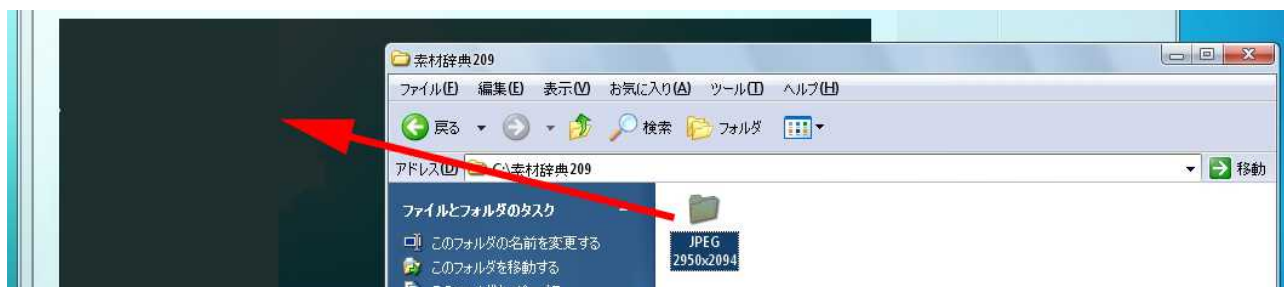 素材辞典209
ファイル(F) 編集(E) 表示(V) お気に入り(A) ツール(T) ヘルプ(H)
戻る 検索 フォルダ
アドレス(D) C:\素材辞典209 移動
ファイルとフォルダのタスク
このフォルダの名前を変更する
このフォルダを移動する
JPEG
2950x2094